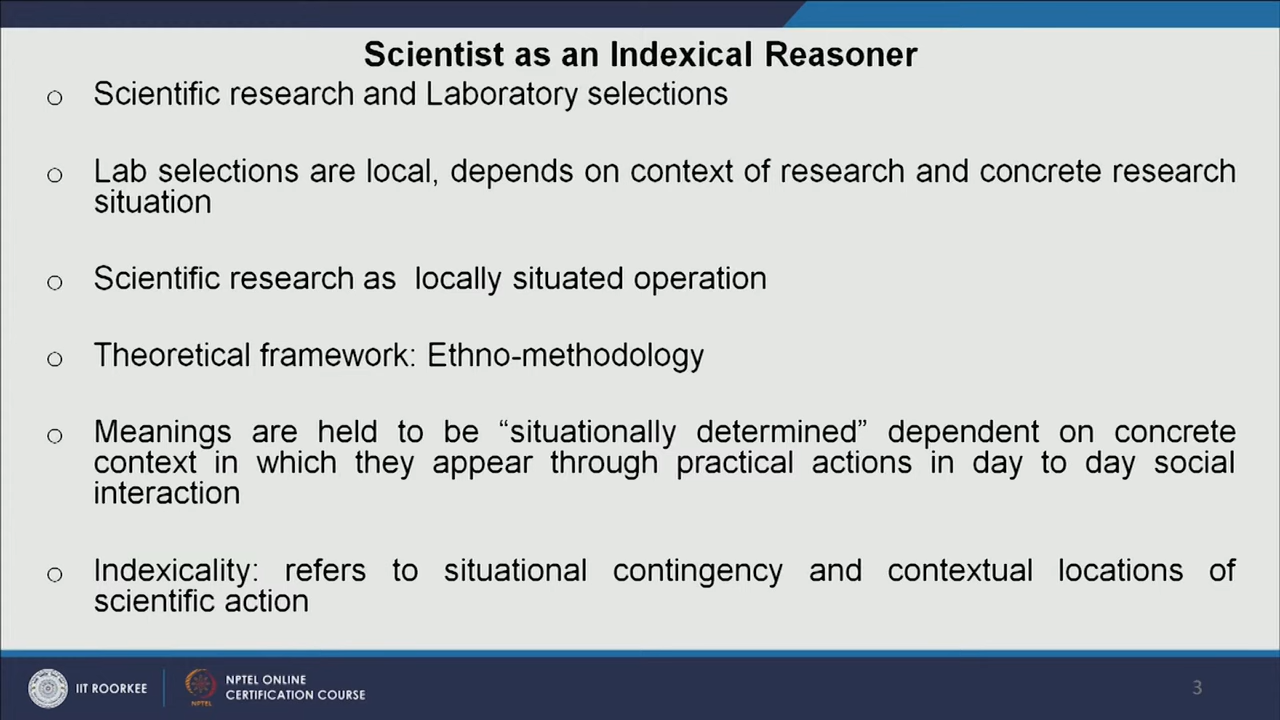 Scientist as an Indexical Reasoner
o Scientific research and Laboratory selections
o Lab selections are local, depends on context of research and concrete research
situation
o Scientific research as locally situated operation
o Theoretical framework: Ethno-methodology
o Meanings are held to be “situationally determined” dependent on concrete
context in which they appear through practical actions in day to day social
interaction
o Indexicality: refers to situational contingency and contextual locations of
scientific action
IIT ROORKEE
NPTEL
NPTEL ONLINE
CERTIFICATION COURSE
3